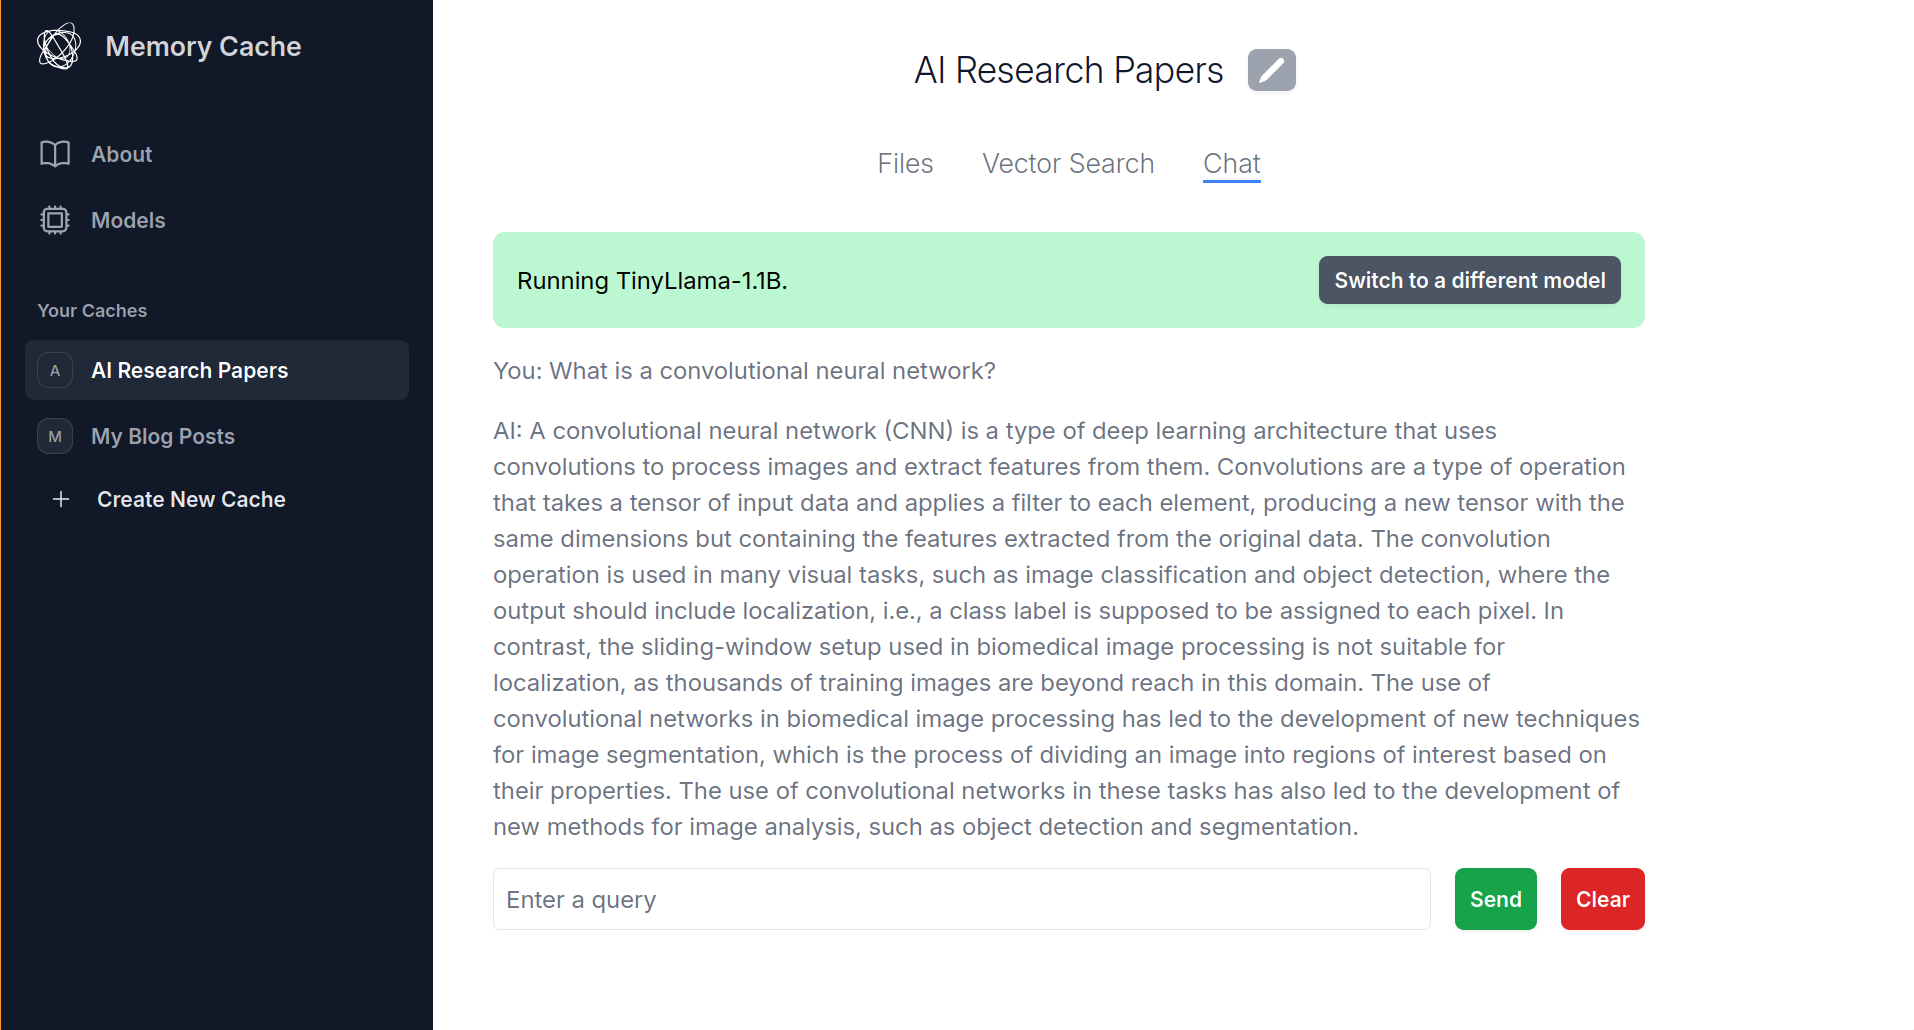 Memory Cache
About
Models
Your Caches
A
AI Research Papers
M
My Blog Posts
Create New Cache
AI Research Papers
Files
Vector Search
Chat
Running TinyLlama-1.1B.
Switch to a different model
You: What is a convolutional neural network?
AI: A convolutional neural network (CNN) is a type of deep learning architecture that uses
convolutions to process images and extract features from them. Convolutions are a type of operation
that takes a tensor of input data and applies a filter to each element, producing a new tensor with the
same dimensions but containing the features extracted from the original data. The convolution
operation is used in many visual tasks, such as image classification and object detection, where the
output should include localization, i.e., a class label is supposed to be assigned to each pixel. In
contrast, the sliding-window setup used in biomedical image processing is not suitable for
localization, as thousands of training images are beyond reach in this domain. The use of
convolutional networks in biomedical image processing has led to the development of new techniques
for image segmentation, which is the process of dividing an image into regions of interest based on
their properties. The use of convolutional networks in these tasks has also led to the development of
new methods for image analysis, such as object detection and segmentation.
Enter a query
Send
Clear